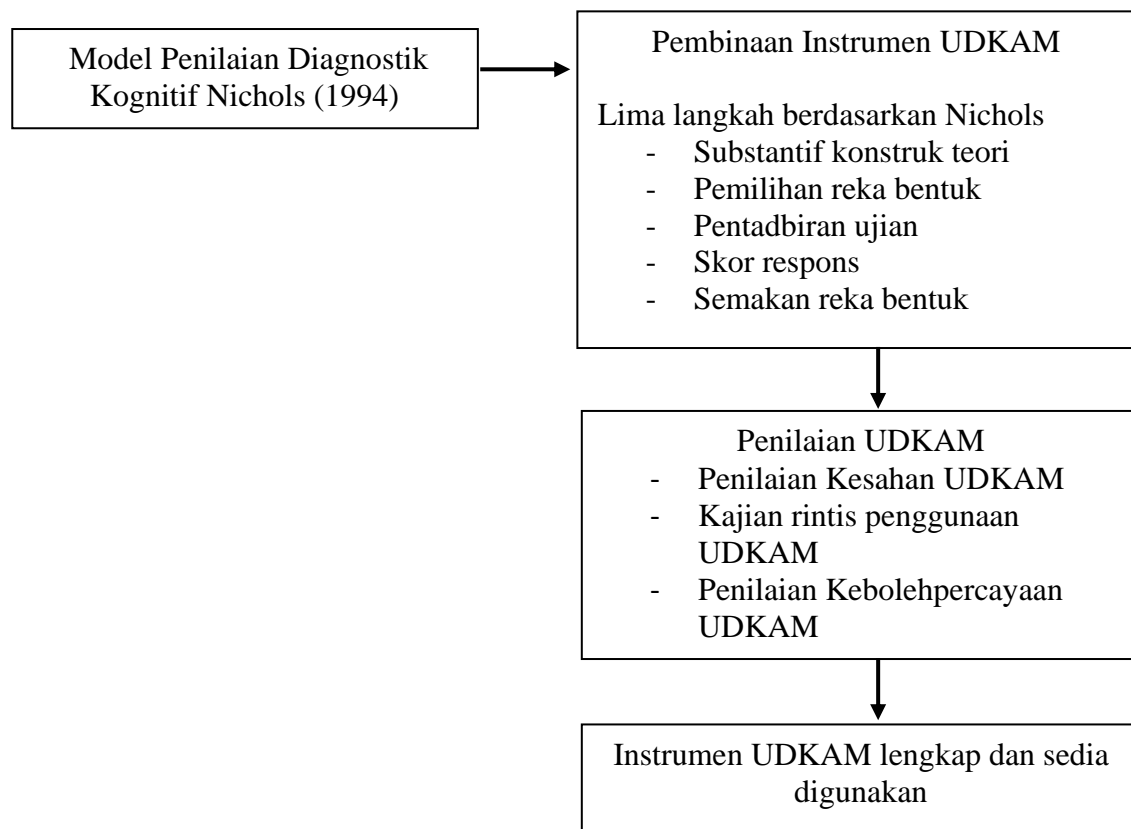 Model Penilaian Diagnostik
Kognitif Nichols (1994)
Pembinaan Instrumen UDKAM
Lima langkah berdasarkan Nichols
- Substantif konstruk teori
- Pemilihan reka bentuk
- Pentadbiran ujian
- Skor respons
- Semakan reka bentuk
Penilaian UDKAM
- Penilaian Kesahan UDKAM
- Kajian rintis penggunaan
UDKAM
- Penilaian Kebolehpercayaan
UDKAM
Instrumen UDKAM lengkap dan sedia
digunakan